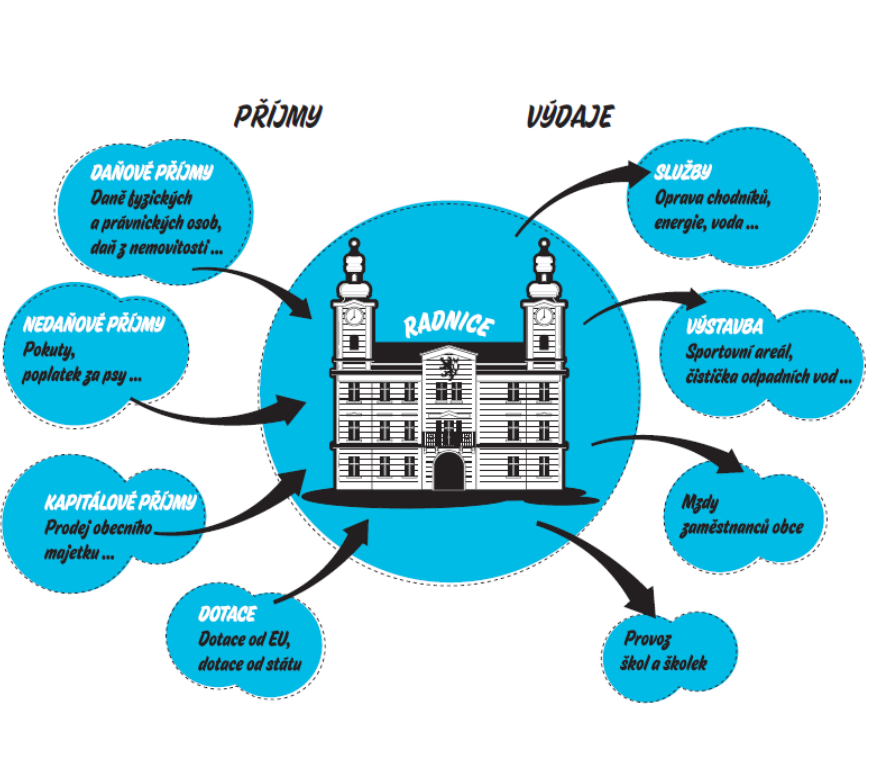 PŘÍJMY
VÝDAJE
DAŇOVÉ PŘÍJMY
Daně fyzických
a právnických osob,
daň z nemovitosti ...
NEDAŇOVÉ PŘÍJMY
Pokuty,
poplatek za psy ...
KAPITÁLOVÉ PŘÍJMY
Prodej obecního
majetku ...
DOTACE
Dotace od EU,
dotace od státu
RADNICE
SLUŽBY
Oprava chodníků,
energie, voda ...
VÝSTAVBA
Sportovní areál,
čistička odpadních vod ...
Mzdy
zaměstnanců obce
Provoz
škol a školek